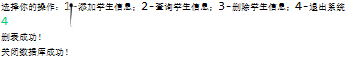 选择你的操作：1-添加学生信息；2-查询学生信息；3-删除学生信息；4-退出系统
4
删表成功！
关闭数据库成功！